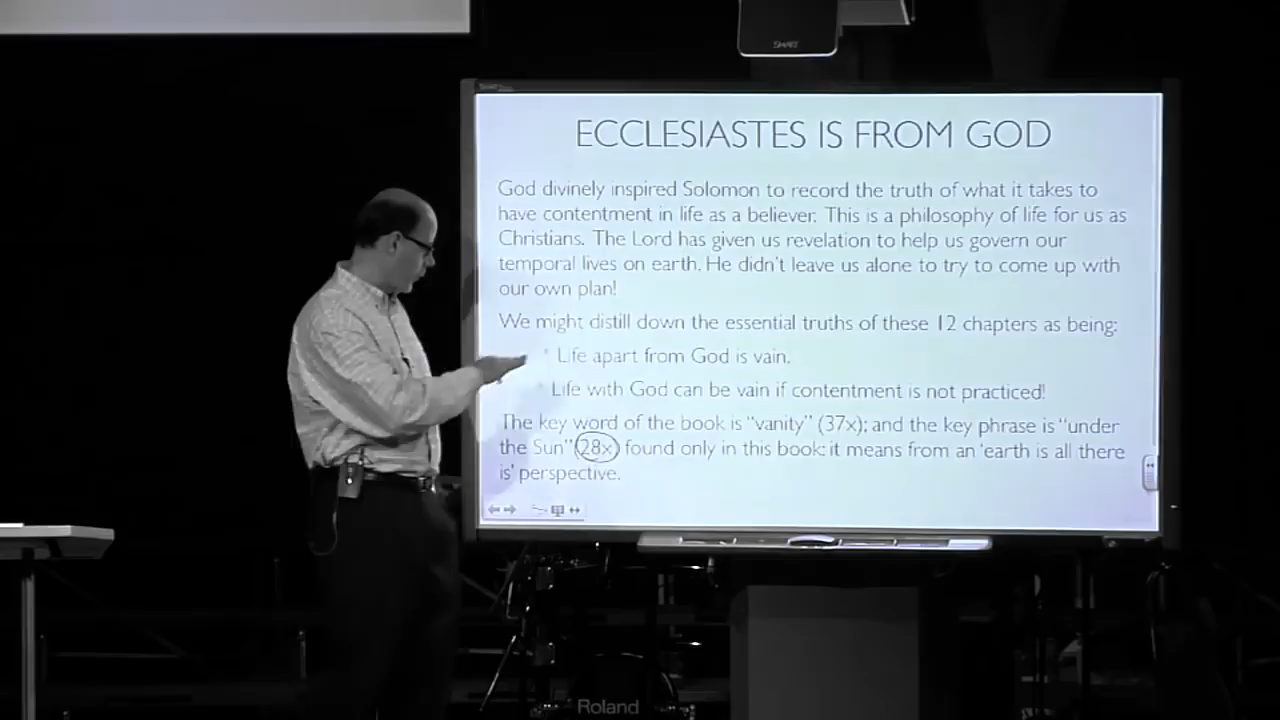 SMART
ECCLESIASTES IS FROM GOD
God divinely inspired Solomon to record the truth of what it takes to
have contentment in life as a believer. This is a philosophy of life for us as
Christians. The Lord has given us revelation to help us govern our
temporal lives on earth. He didn't leave us alone to try to come up with
our own plan!
We might distill down the essential truths of these 12 chapters as being:
* Life apart from God is vain.
* Life with God can be vain if contentment is not practiced!
The key word of the book is "vanity" (37x); and the key phrase is "under
the Sun" (28x) found only in this book: it means from an 'earth is all there
is' perspective.
Roland